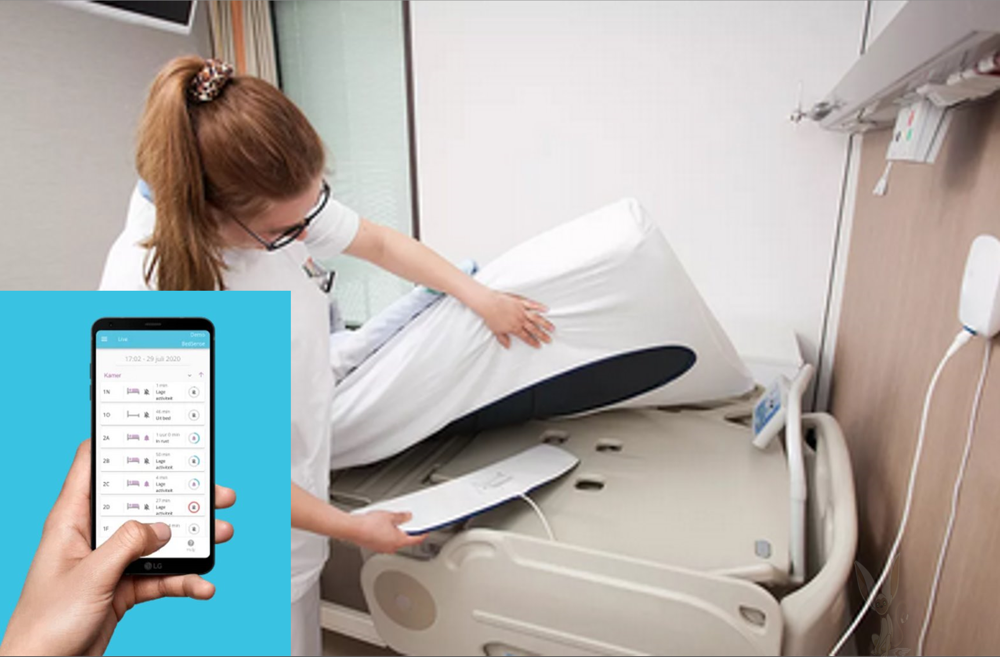 Live
Demo
BedSense
17:02 - 29 juli 2020
Kamer
1N
1 min
Lage
activiteit
1O
46 min
Uit bed
2A
1 uur 0 min
In rust
2B
50 min
Lage
activiteit
2C
4 min
Lage
activiteit
2D
27 min
Lage
activiteit
1F
min
Hulp
LG